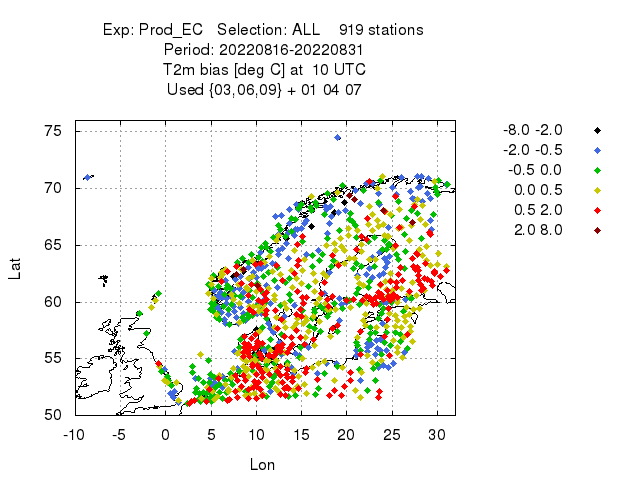 Exp: Prod_EC   Selection: ALL    919 stations
Period: 20220816-20220831
T2m bias [deg C] at  10 UTC
Used {03,06,09} + 01 04 07
-8.0 -2.0
-2.0 -0.5
-0.5 0.0
0.0 0.5
0.5 2.0
2.0 8.0
75
70
65
60
55
50
Lat
-10 -5 0 5 10 15 20 25 30
Lon